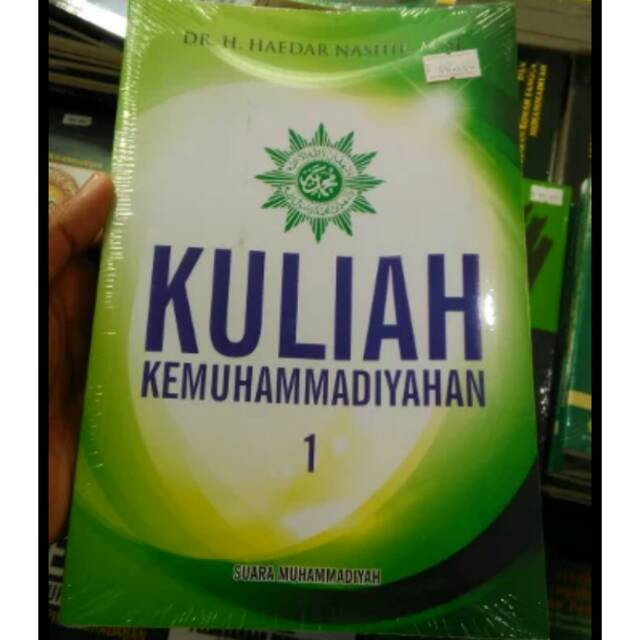 DR. H. HAEDAR NASHIR
KULIAH
KEMUHAMMADIYAHAN
1
SUARA MUHAMMADIYAH